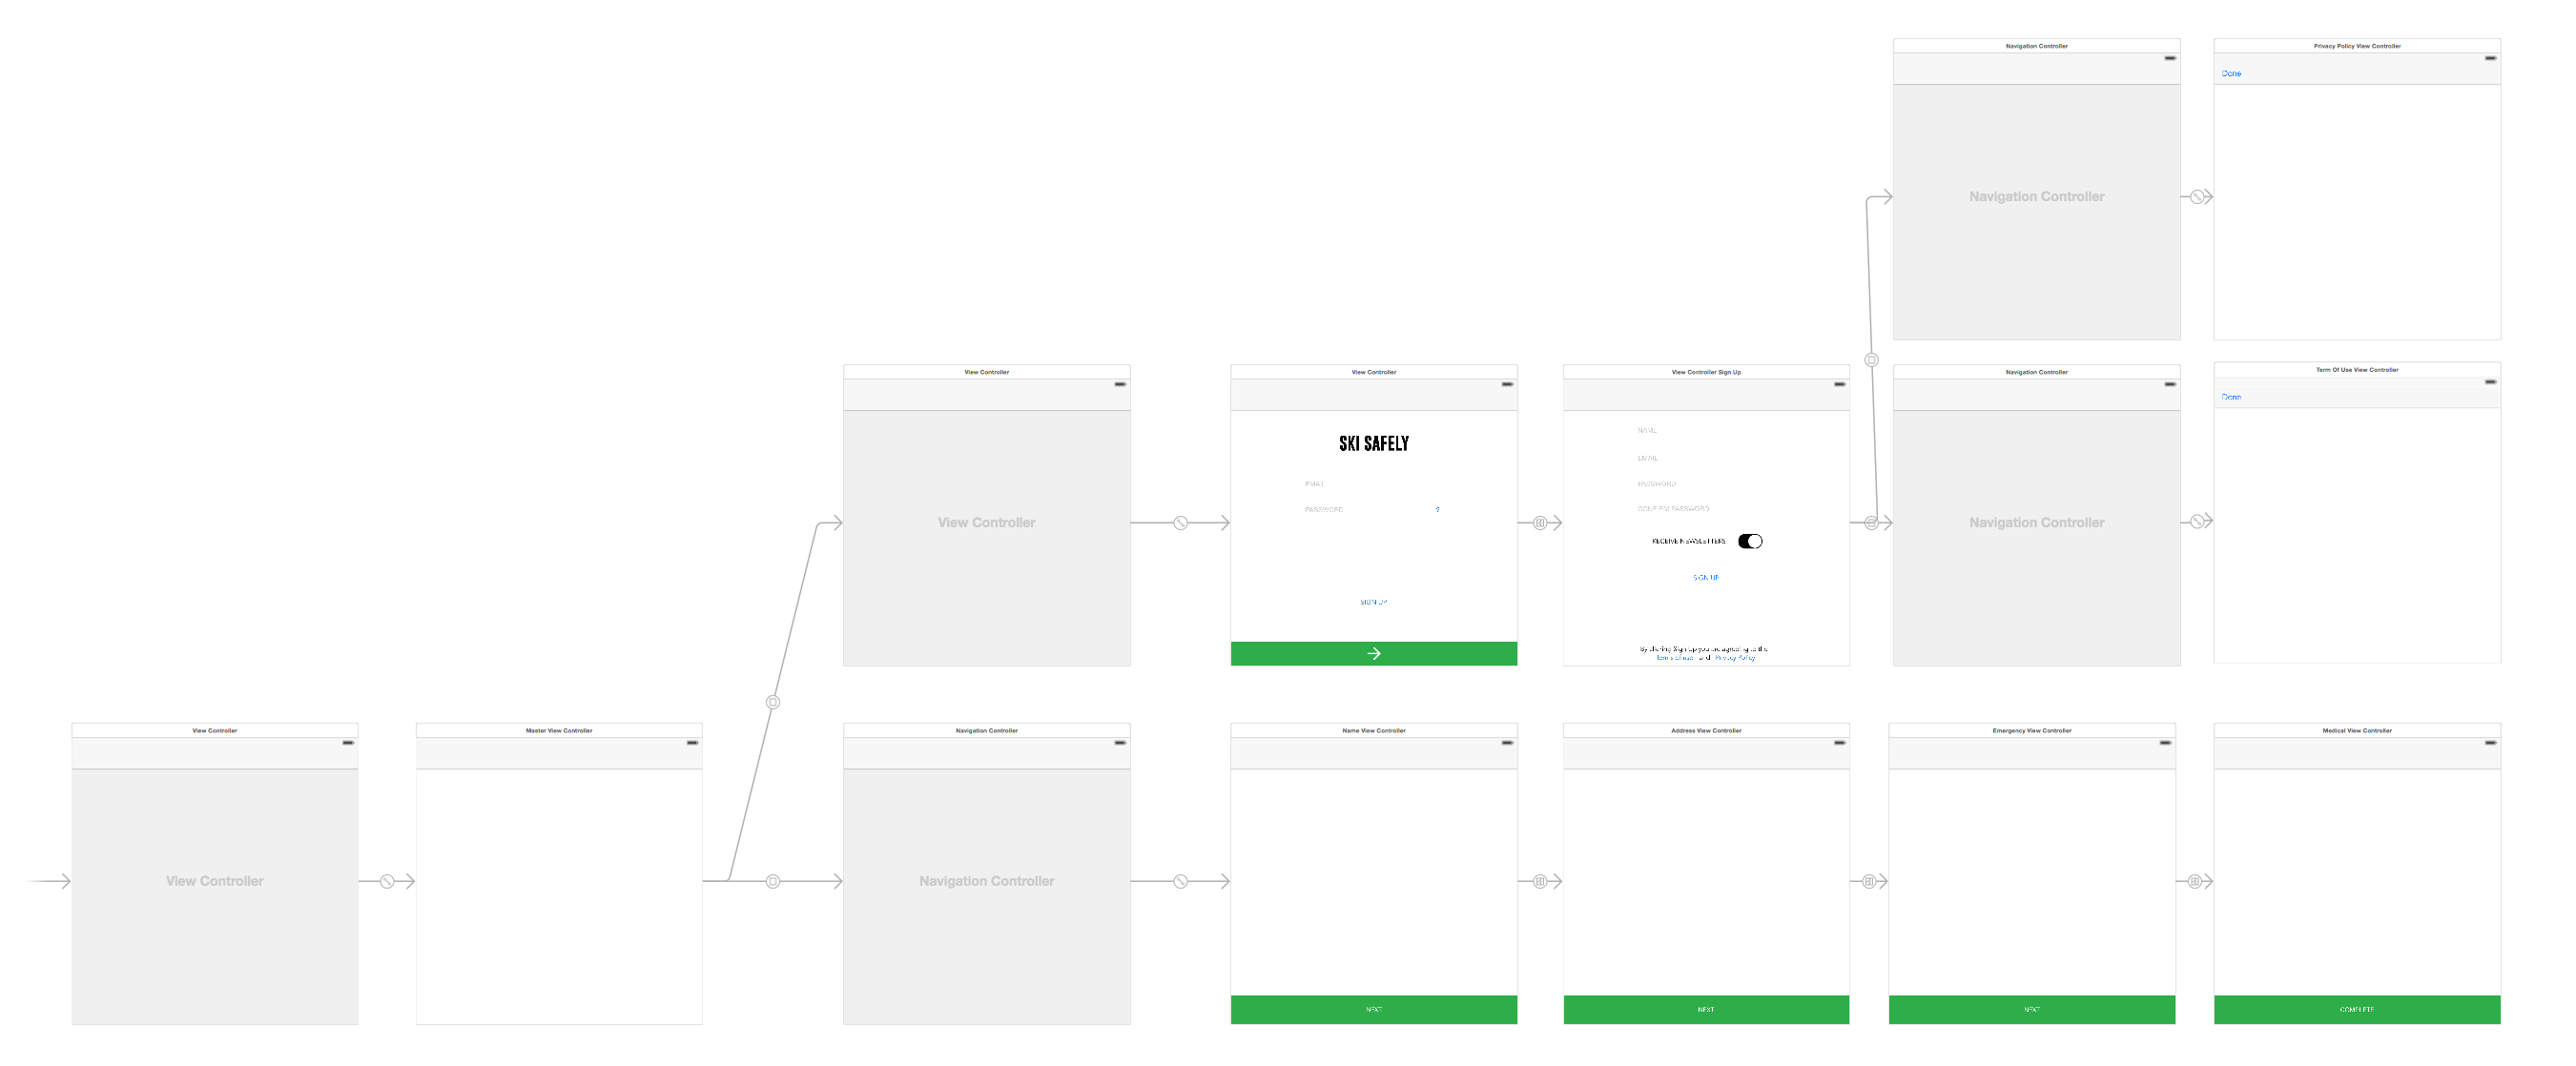 Navigation Controller
Navigation Controller
Privacy Policy View Controller
Done
View Controller
View Controller
View Controller
SKI SAFELY
EMAIL
PASSWORD ?
SIGN UP
View Controller Sign Up
NAME
EMAIL
PASSWORD
CONFIRM PASSWORD
RECEIVE NEWSLETTERS
SIGN UP
By clicking Sign up you are agreeing to the
Terms of use and Privacy Policy
Navigation Controller
Navigation Controller
Term Of Use View Controller
Done
View Controller
View Controller
Master View Controller
Navigation Controller
Navigation Controller
Name View Controller
NEXT
Address View Controller
NEXT
Emergency View Controller
NEXT
Medical View Controller
COMPLETE